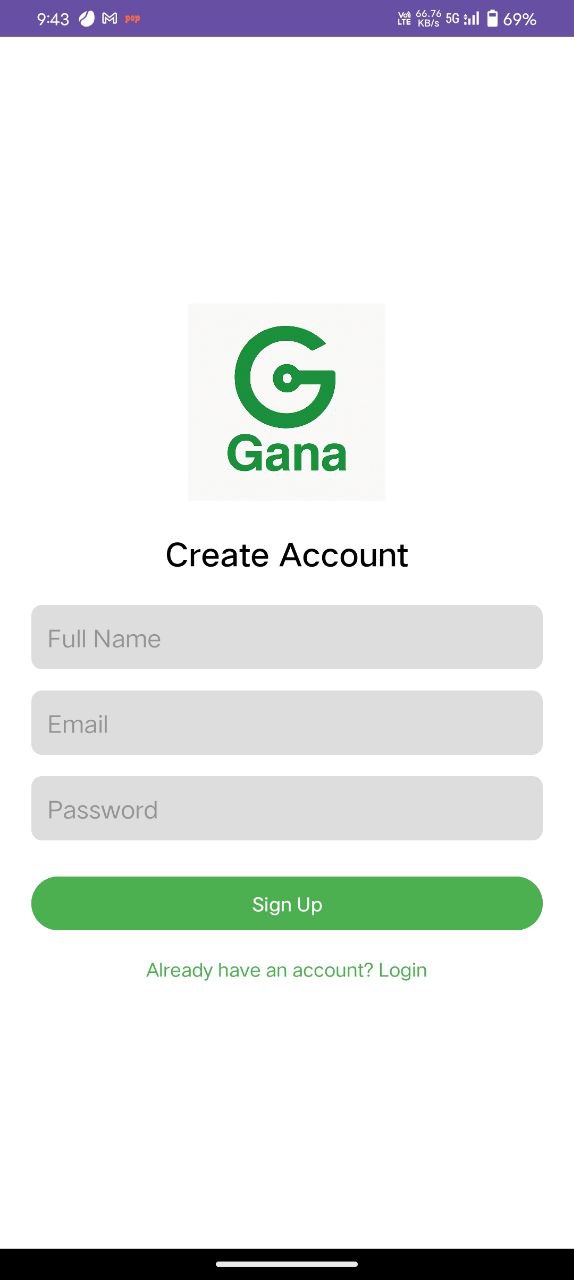 9:43 pop Vo) LTE 66.76 KB/s 5G 69%
Gana
Create Account
Full Name
Email
Password
Sign Up
Already have an account? Login